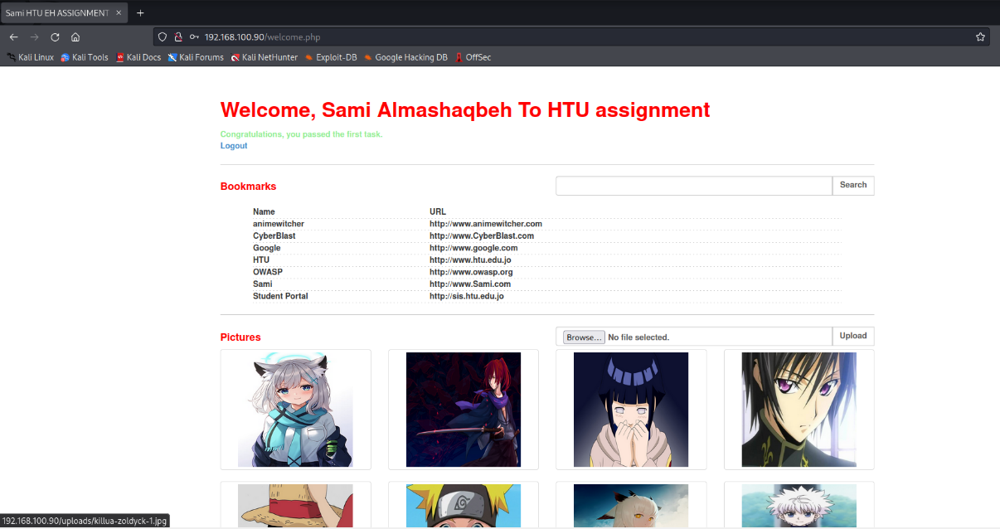 Sami HTU EH ASSIGNMENT
192.168.100.90/welcome.php
Kali Linux Kali Tools Kali Docs Kali Forums Kali NetHunter Exploit-DB Google Hacking DB OffSec
Welcome, Sami Almashaqbeh To HTU assignment
Congratulations, you passed the first task.
Logout
Bookmarks Search
Name URL
animewitcher http://www.animewitcher.com
CyberBlast http://www.CyberBlast.com
Google http://www.google.com
HTU http://www.htu.edu.jo
OWASP http://www.owasp.org
Sami http://www.Sami.com
Student Portal http://sis.htu.edu.jo
Pictures Browse... No file selected. Upload
192.168.100.90/uploads/killua-zoldyck-1.jpg